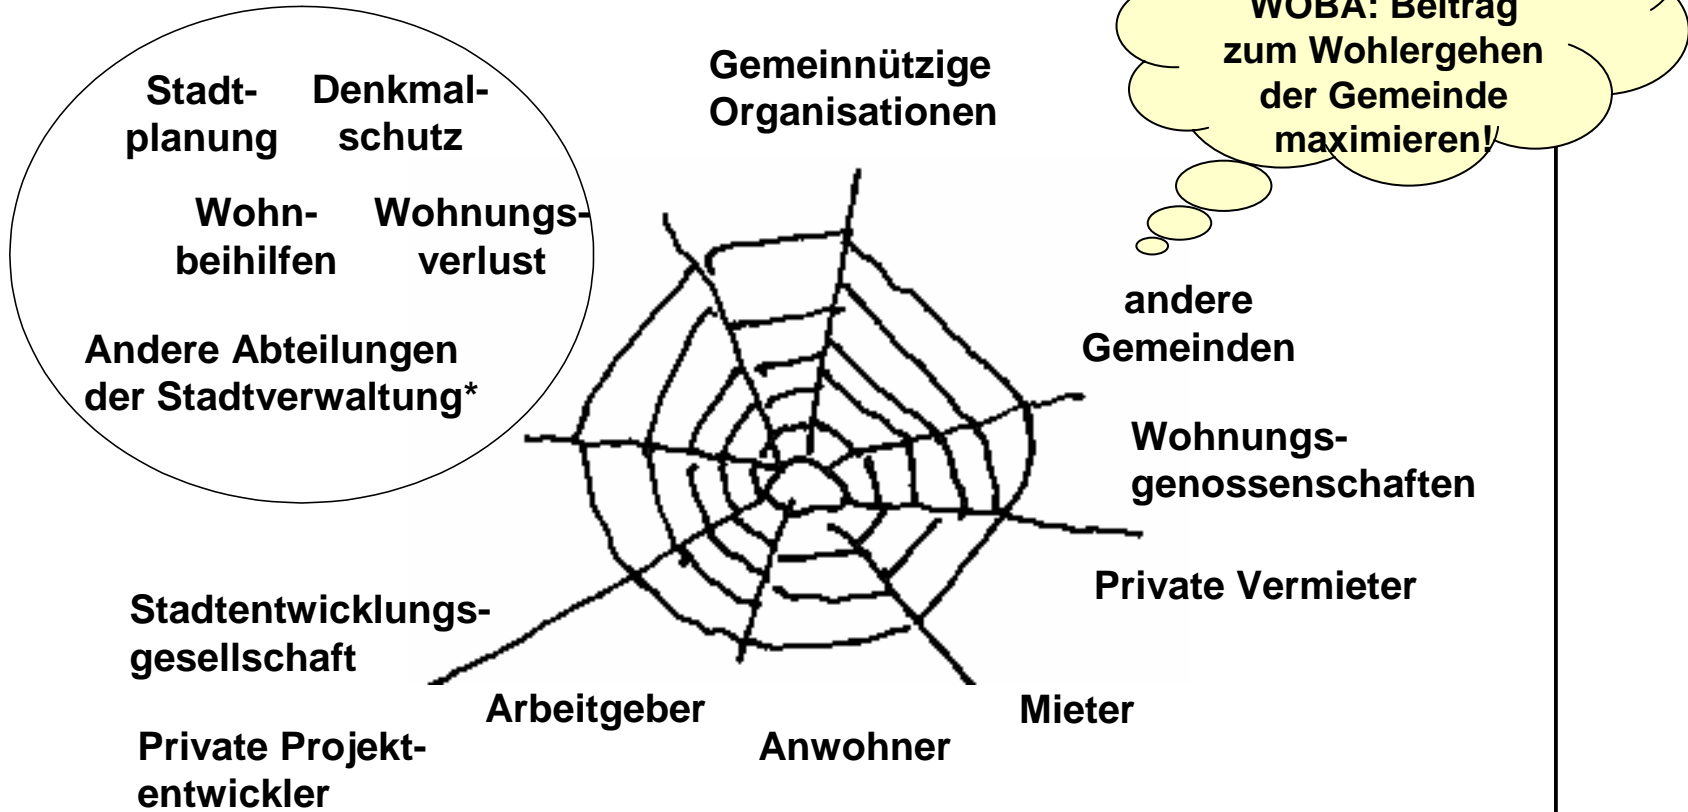 Stadt-
planung
Denkmal-
schutz
Wohn-
beihilfen
Wohnungs-
verlust
Andere Abteilungen
der Stadtverwaltung*
Gemeinnützige
Organisationen
WOBA: Beitrag
zum Wohlergehen
der Gemeinde
maximieren!
andere
Gemeinden
Wohnungs-
genossenschaften
Private Vermieter
Mieter
Anwohner
Arbeitgeber
Stadtentwicklungs-
gesellschaft
Private Projekt-
entwickler